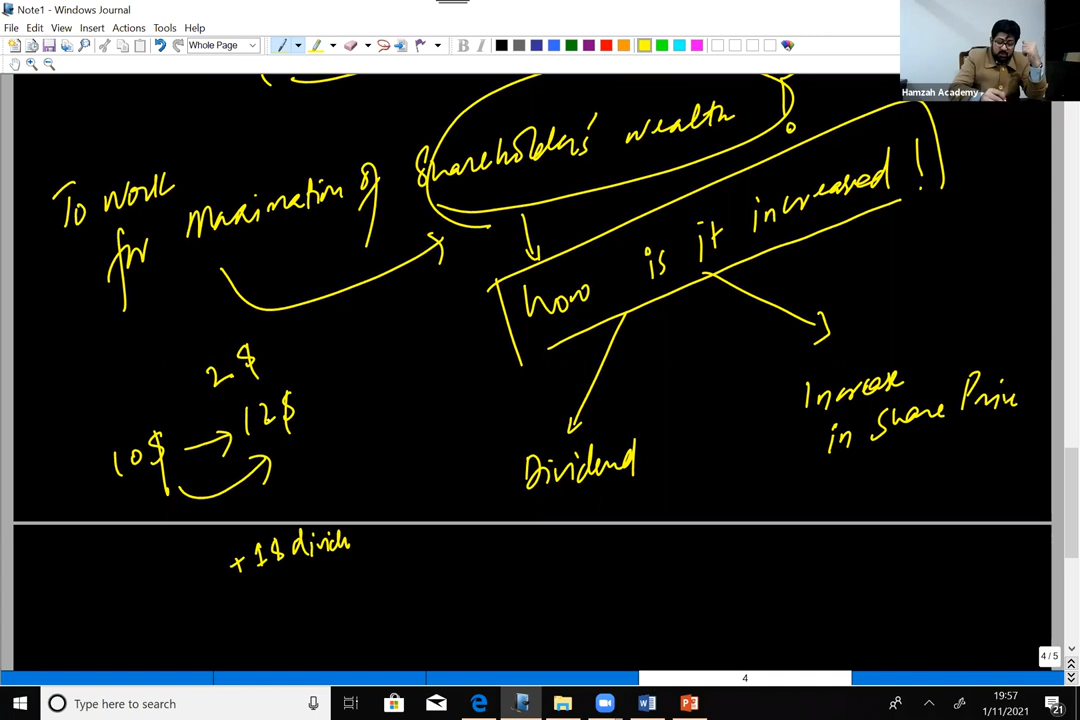 Note1 - Windows Journal
File Edit View Insert Actions Tools Help
Whole Page
B I
Hamzah Academy
To work
for maximation of Shareholder's wealth
how is it increased!
2$
10$ → 12$
Dividend
Increase
in Share Price
+1$ divide
4/5
4
Type here to search
19:57
1/11/2021
21